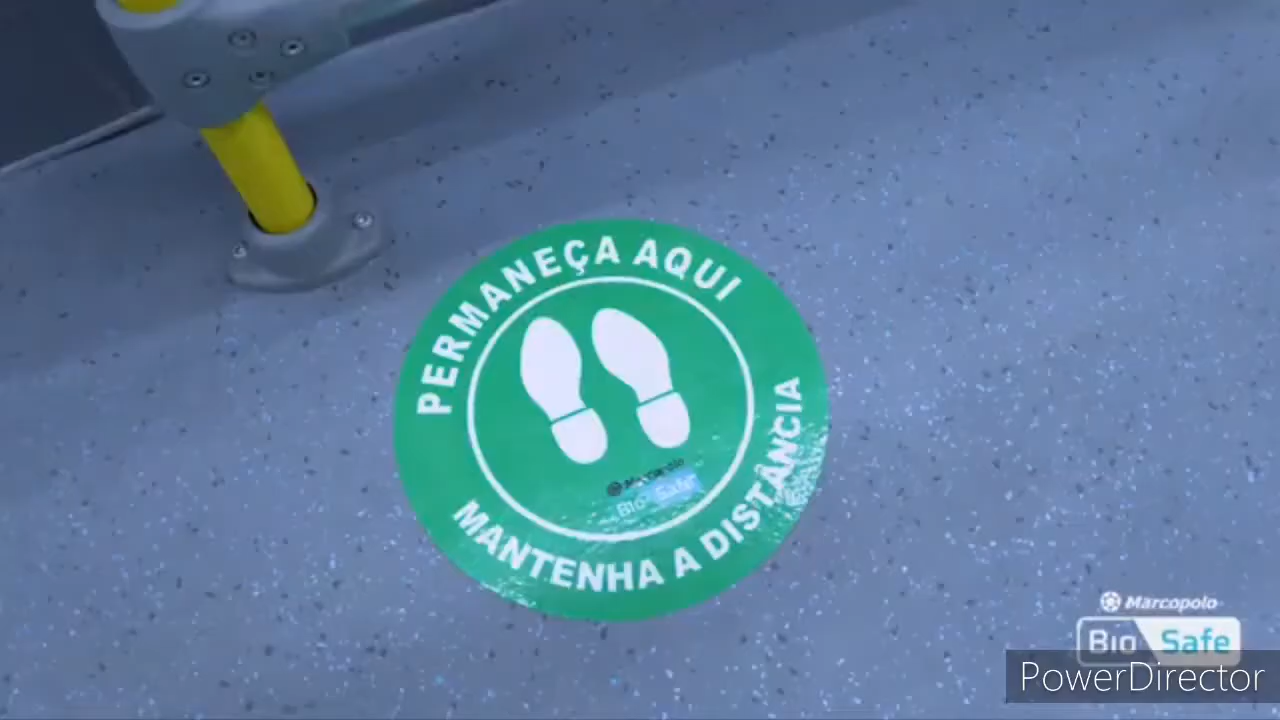 PERMANEÇA AQUI
MANTENHA A DISTÂNCIA
Marcopolo
Bio Safe
Marcopolo
Bio Safe
PowerDirector